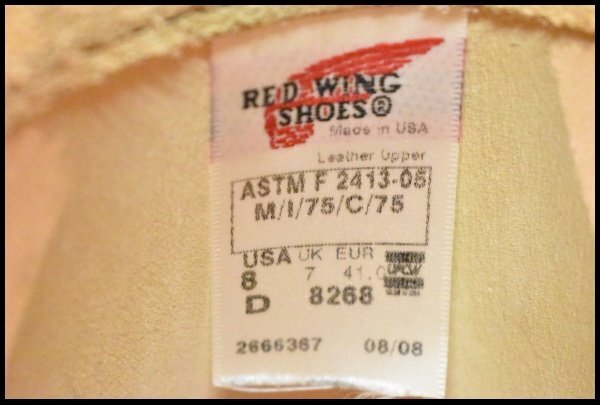 RED WING
SHOES®
Made in USA
Leather Upper
ASTM F 2413-05
M/I/75/C/75
USA UK EUR
8 7 41.0
D 8268
UFCW
2666367 08/08